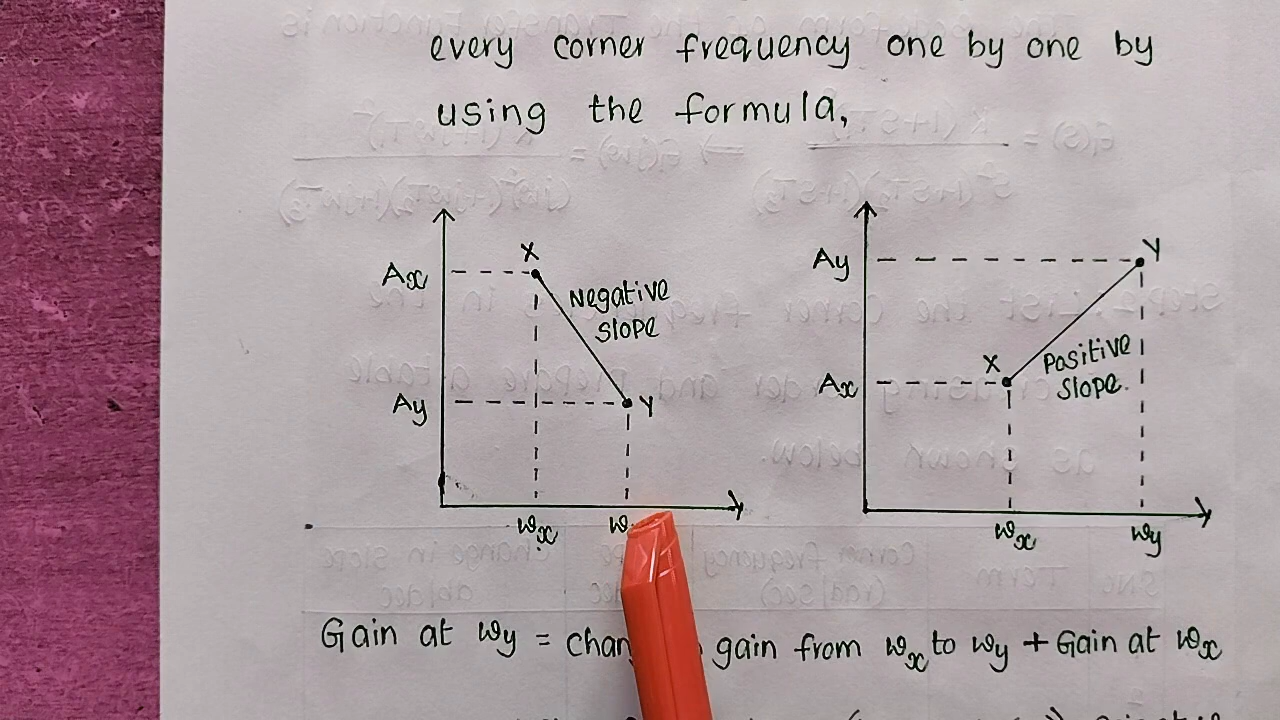 every corner frequency one by one by
using the formula,
X
Ax
Negative
slope
Ay
Y
ωx
ω
Y
Ay
X
Positive
slope.
Ax
ωx
ωy
Gain at ωy = gain from ωx to ωy + Gain at ωx